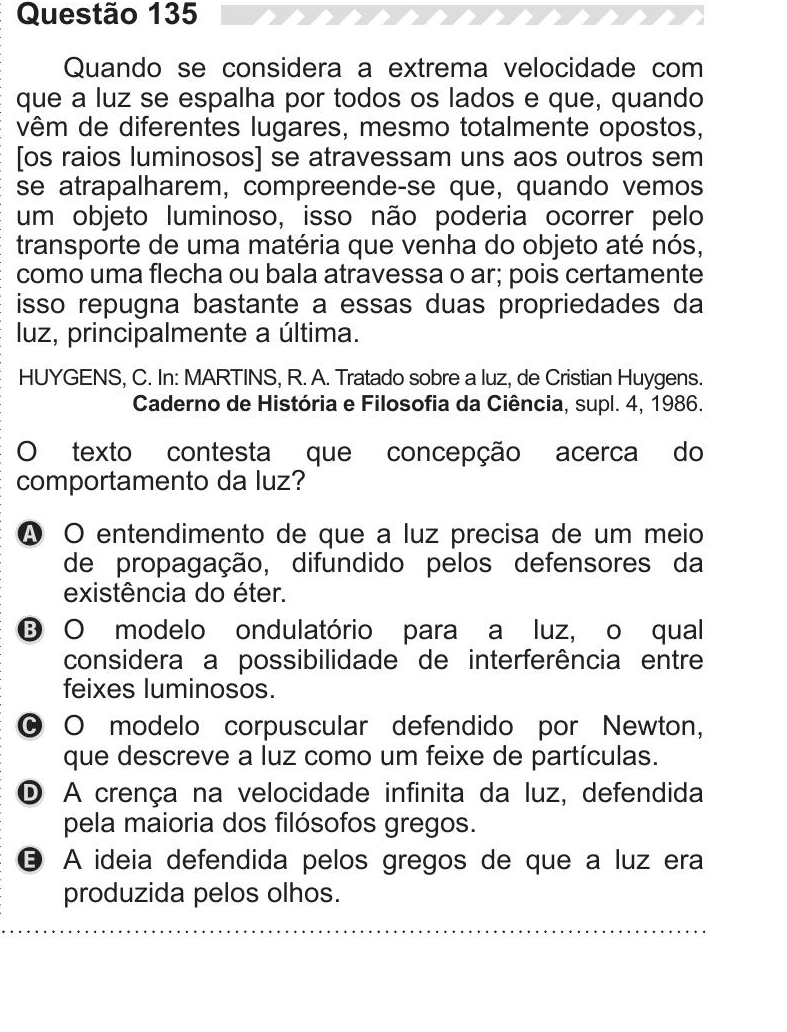 Questão 135
Quando se considera a extrema velocidade com
que a luz se espalha por todos os lados e que, quando
vêm de diferentes lugares, mesmo totalmente opostos,
[os raios luminosos] se atravessam uns aos outros sem
se atrapalharem, compreende-se que, quando vemos
um objeto luminoso, isso não poderia ocorrer pelo
transporte de uma matéria que venha do objeto até nós,
como uma flecha ou bala atravessa o ar; pois certamente
isso repugna bastante a essas duas propriedades da
luz, principalmente a última.
HUYGENS, C. In: MARTINS, R. A. Tratado sobre a luz, de Cristian Huygens.
Caderno de História e Filosofia da Ciência, supl. 4, 1986.
O texto contesta que concepção acerca do
comportamento da luz?
A O entendimento de que a luz precisa de um meio
de propagação, difundido pelos defensores da
existência do éter.
B O modelo ondulatório para a luz, o qual
considera a possibilidade de interferência entre
feixes luminosos.
C O modelo corpuscular defendido por Newton,
que descreve a luz como um feixe de partículas.
D A crença na velocidade infinita da luz, defendida
pela maioria dos filósofos gregos.
E A ideia defendida pelos gregos de que a luz era
produzida pelos olhos.